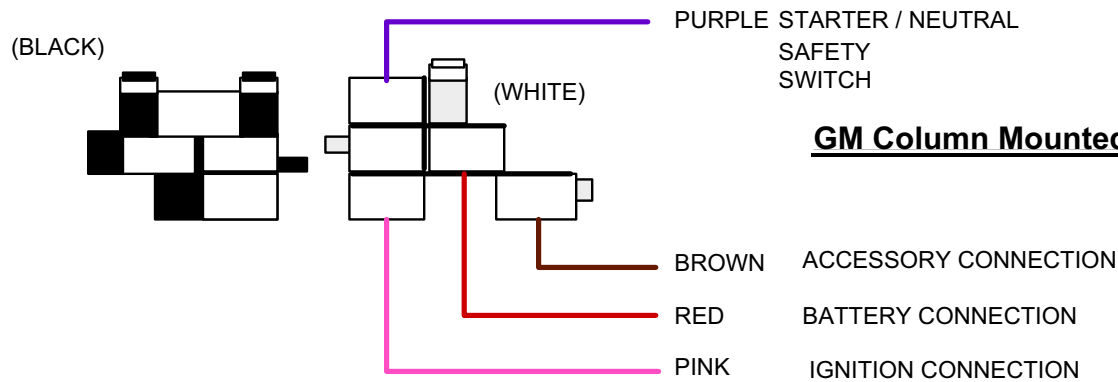 PURPLE STARTER / NEUTRAL
SAFETY
SWITCH
(BLACK)
(WHITE)
GM Column Mounted
BROWN ACCESSORY CONNECTION
RED BATTERY CONNECTION
PINK IGNITION CONNECTION